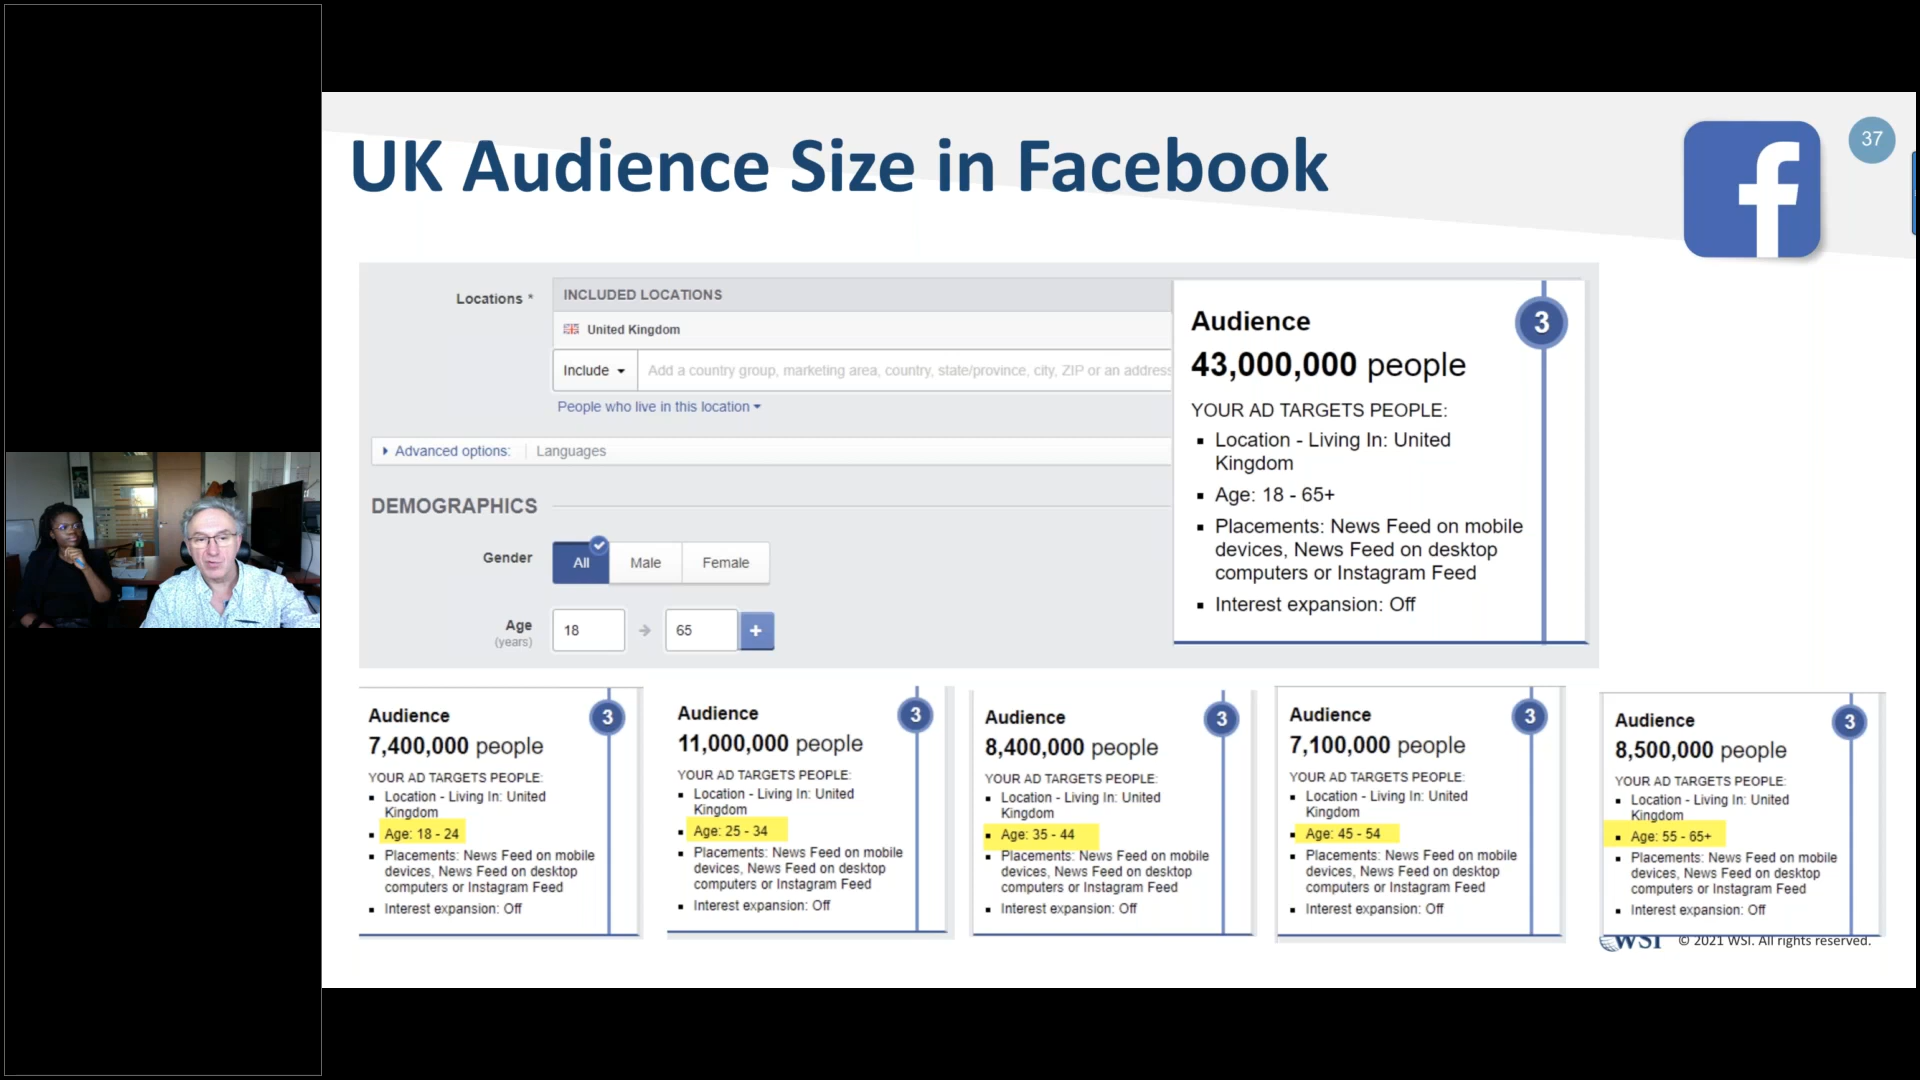 UK Audience Size in Facebook
37
Locations *
INCLUDED LOCATIONS
United Kingdom
Include
Add a country group, marketing area, country, state/province, city, ZIP or an address
People who live in this location
Advanced options:
Languages
DEMOGRAPHICS
Gender
All
Male
Female
Age
(years)
18
65
+
Audience
3
43,000,000 people
YOUR AD TARGETS PEOPLE:
Location - Living In: United
Kingdom
Age: 18 - 65+
Placements: News Feed on mobile
devices, News Feed on desktop
computers or Instagram Feed
Interest expansion: Off
Audience
3
7,400,000 people
YOUR AD TARGETS PEOPLE:
Location - Living In: United
Kingdom
Age: 18 - 24
Placements: News Feed on mobile
devices, News Feed on desktop
computers or Instagram Feed
Interest expansion: Off
Audience
3
11,000,000 people
YOUR AD TARGETS PEOPLE:
Location - Living In: United
Kingdom
Age: 25 - 34
Placements: News Feed on mobile
devices, News Feed on desktop
computers or Instagram Feed
Interest expansion: Off
Audience
3
8,400,000 people
YOUR AD TARGETS PEOPLE:
Location - Living In: United
Kingdom
Age: 35 - 44
Placements: News Feed on mobile
devices, News Feed on desktop
computers or Instagram Feed
Interest expansion: Off
Audience
3
7,100,000 people
YOUR AD TARGETS PEOPLE:
Location - Living In: United
Kingdom
Age: 45 - 54
Placements: News Feed on mobile
devices, News Feed on desktop
computers or Instagram Feed
Interest expansion: Off
Audience
3
8,500,000 people
YOUR AD TARGETS PEOPLE:
Location - Living In: United
Kingdom
Age: 55 - 65+
Placements: News Feed on mobile
devices, News Feed on desktop
computers or Instagram Feed
Interest expansion: Off
WSI
© 2021 WSI. All rights reserved.